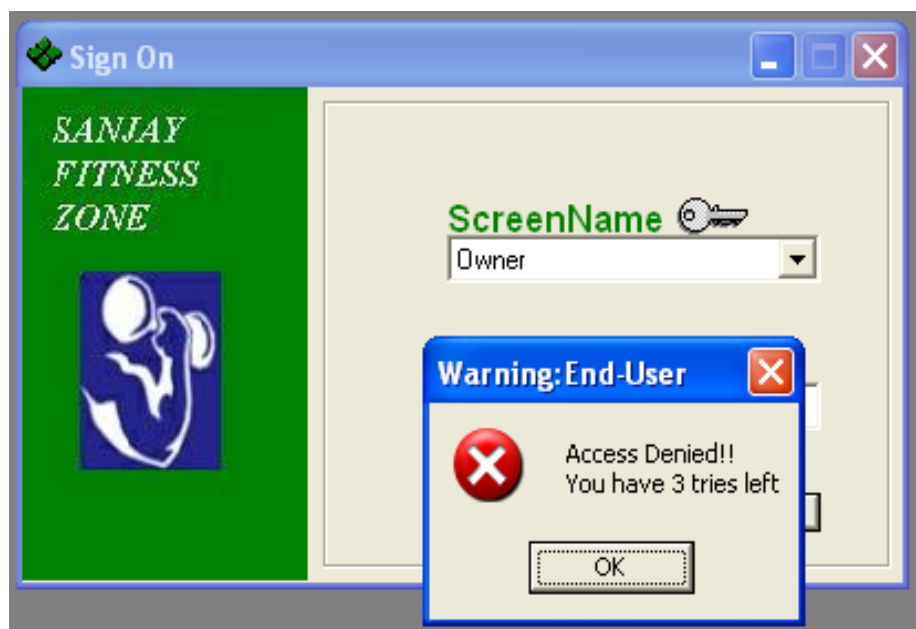 Sign On
SANJAY
FITNESS
ZONE
ScreenName
Owner
Warning:End-User
Access Denied!!
You have 3 tries left
OK